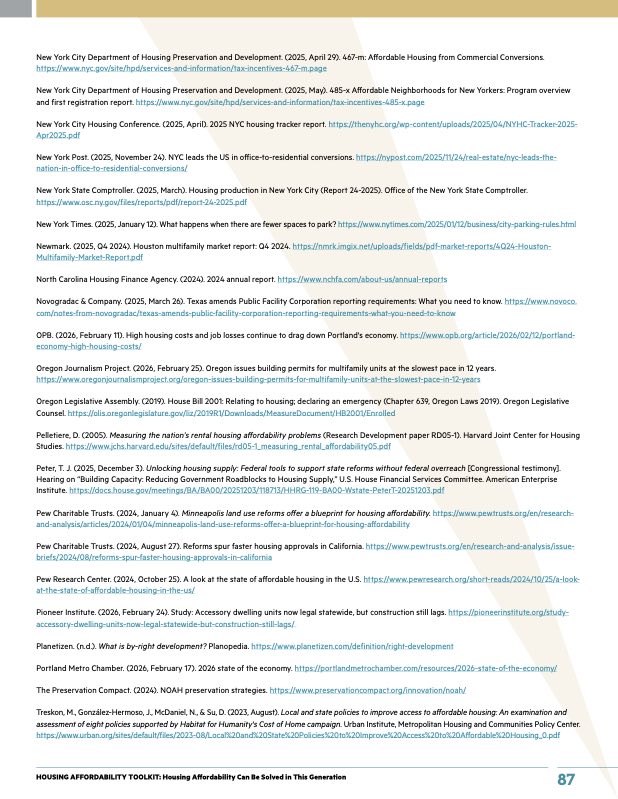 New York City Department of Housing Preservation and Development. (2025, April 29). 467-m: Affordable Housing from Commercial Conversions.
https://www.nyc.gov/site/hpd/services-and-information/tax-incentives-467-m.page
New York City Department of Housing Preservation and Development. (2025, May). 485-x Affordable Neighborhoods for New Yorkers: Program overview
and first registration report. https://www.nyc.gov/site/hpd/services-and-information/tax-incentives-485-x.page
New York City Housing Conference. (2025, April). 2025 NYC housing tracker report. https://thenyhc.org/wp-content/uploads/2025/04/NYHC-Tracker-2025-
Apr2025.pdf
New York Post. (2025, November 24). NYC leads the US in office-to-residential conversions. https://nypost.com/2025/11/24/real-estate/nyc-leads-the-
nation-in-office-to-residential-conversions/
New York State Comptroller. (2025, March). Housing production in New York City (Report 24-2025). Office of the New York State Comptroller.
https://www.osc.ny.gov/files/reports/pdf/report-24-2025.pdf
New York Times. (2025, January 12). What happens when there are fewer spaces to park? https://www.nytimes.com/2025/01/12/business/city-parking-rules.html
Newmark. (2025, Q4 2024). Houston multifamily market report: Q4 2024. https://nmrk.imgix.net/uploads/fields/pdf-market-reports/4Q24-Houston-
Multifamily-Market-Report.pdf
North Carolina Housing Finance Agency. (2024). 2024 annual report. https://www.nchfa.com/about-us/annual-reports
Novogradac & Company. (2025, March 26). Texas amends Public Facility Corporation reporting requirements: What you need to know. https://www.novoco.
com/notes-from-novogradac/texas-amends-public-facility-corporation-reporting-requirements-what-you-need-to-know
OPB. (2026, February 11). High housing costs and job losses continue to drag down Portland's economy. https://www.opb.org/article/2026/02/12/portland-
economy-high-housing-costs/
Oregon Journalism Project. (2026, February 25). Oregon issues building permits for multifamily units at the slowest pace in 12 years.
https://www.oregonjournalismproject.org/oregon-issues-building-permits-for-multifamily-units-at-the-slowest-pace-in-12-years
Oregon Legislative Assembly. (2019). House Bill 2001: Relating to housing; declaring an emergency (Chapter 639, Oregon Laws 2019). Oregon Legislative
Counsel. https://olis.oregonlegislature.gov/liz/2019R1/Downloads/MeasureDocument/HB2001/Enrolled
Pelletiere, D. (2005). Measuring the nation's rental housing affordability problems (Research Development paper RD05-1). Harvard Joint Center for Housing
Studies. https://www.jchs.harvard.edu/sites/default/files/rd05-1_measuring_rental_affordability05.pdf
Peter, T. J. (2025, December 3). Unlocking housing supply: Federal tools to support state reforms without federal overreach [Congressional testimony].
Hearing on "Building Capacity: Reducing Government Roadblocks to Housing Supply," U.S. House Financial Services Committee. American Enterprise
Institute. https://docs.house.gov/meetings/BA/BA00/20251203/118713/HHRG-119-BA00-Wstate-PeterT-20251203.pdf
Pew Charitable Trusts. (2024, January 4). Minneapolis land use reforms offer a blueprint for housing affordability. https://www.pewtrusts.org/en/research-
and-analysis/articles/2024/01/04/minneapolis-land-use-reforms-offer-a-blueprint-for-housing-affordability
Pew Charitable Trusts. (2024, August 27). Reforms spur faster housing approvals in California. https://www.pewtrusts.org/en/research-and-analysis/issue-
briefs/2024/08/reforms-spur-faster-housing-approvals-in-california
Pew Research Center. (2024, October 25). A look at the state of affordable housing in the U.S. https://www.pewresearch.org/short-reads/2024/10/25/a-look-
at-the-state-of-affordable-housing-in-the-us/
Pioneer Institute. (2026, February 24). Study: Accessory dwelling units now legal statewide, but construction still lags. https://pioneerinstitute.org/study-
accessory-dwelling-units-now-legal-statewide-but-construction-still-lags/
Planetizen. (n.d.). What is by-right development? Planopedia. https://www.planetizen.com/definition/right-development
Portland Metro Chamber. (2026, February 17). 2026 state of the economy. https://portlandmetrochamber.com/resources/2026-state-of-the-economy/
The Preservation Compact. (2024). NOAH preservation strategies. https://www.preservationcompact.org/innovation/noah/
Treskon, M., González-Hermoso, J., McDaniel, N., & Su, D. (2023, August). Local and state policies to improve access to affordable housing: An examination and
assessment of eight policies supported by Habitat for Humanity's Cost of Home campaign. Urban Institute, Metropolitan Housing and Communities Policy Center.
https://www.urban.org/sites/default/files/2023-08/Local%20and%20State%20Policies%20to%20Improve%20Access%20to%20Affordable%20Housing_0.pdf
HOUSING AFFORDABILITY TOOLKIT: Housing Affordability Can Be Solved in This Generation
87